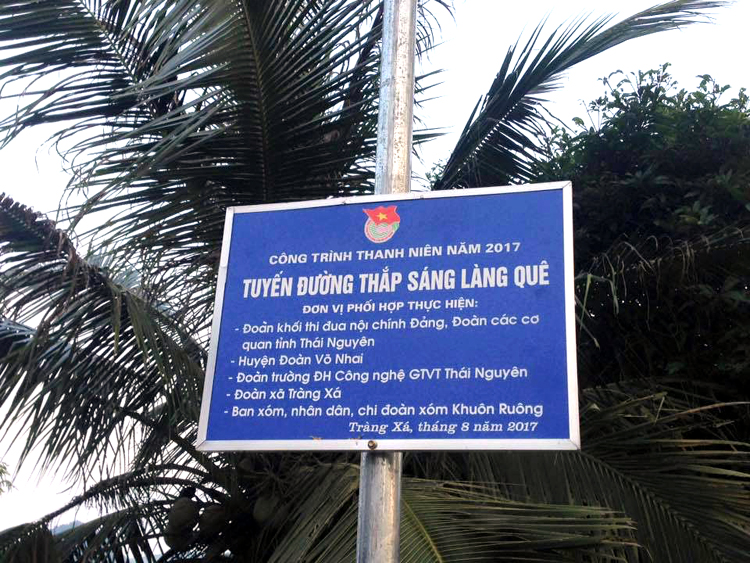 CÔNG TRÌNH THANH NIÊN NĂM 2017
TUYẾN ĐƯỜNG THẮP SÁNG LÀNG QUÊ
ĐƠN VỊ PHỐI HỢP THỰC HIỆN:
- Đoàn khối thi đua nội chính Đảng, Đoàn các cơ
quan tỉnh Thái Nguyên
- Huyện Đoàn Võ Nhai
- Đoàn trường ĐH Công nghệ GTVT Thái Nguyên
- Đoàn xã Tràng Xá
- Ban xóm, nhân dân, chi đoàn xóm Khuôn Ruông
Tràng Xá, tháng 8 năm 2017